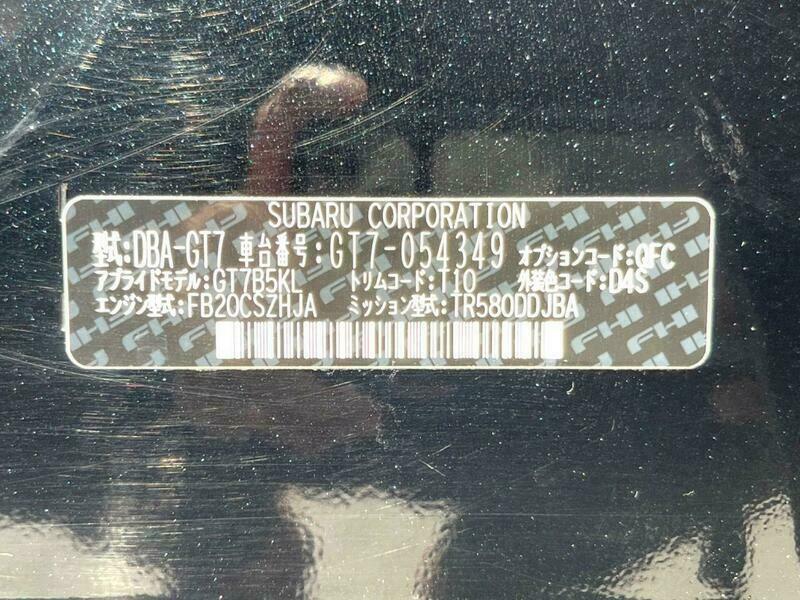 SUBARU CORPORATION
型式:DBA-GT7 車台番号:GT7-054349 オプションコード:QFC
アプライドモデル:GT7B5KL トリムコード:T10 外装色コード:D4S
エンジン型式:FB20CSZHJA ミッション型式:TR580DDJBA
FHI